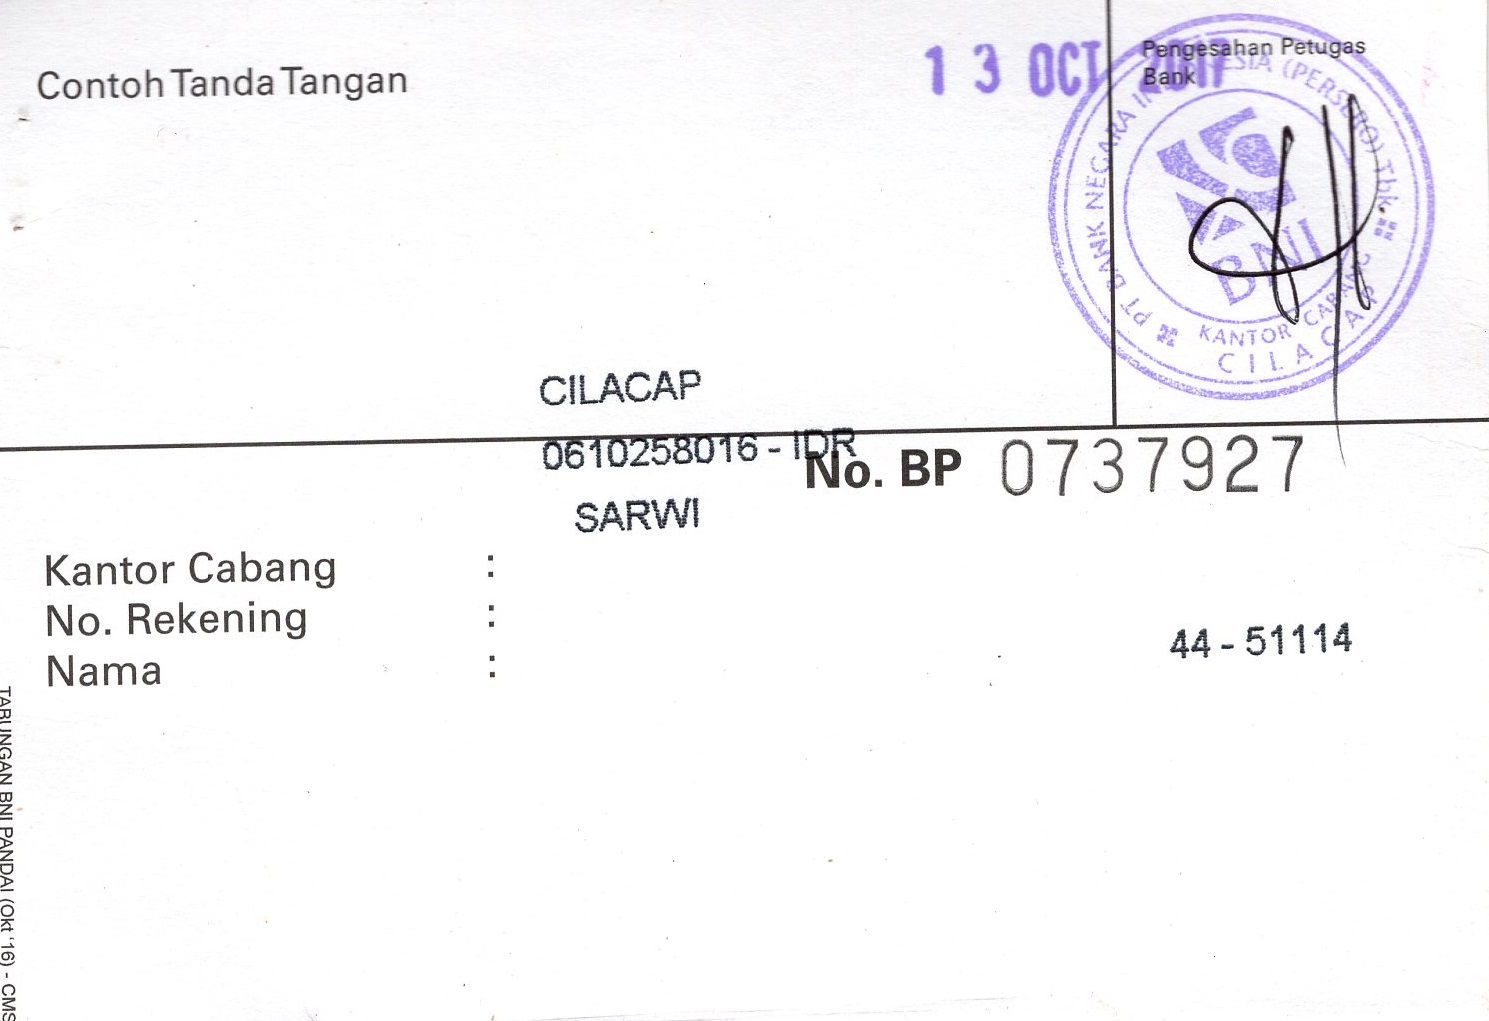 Contoh Tanda Tangan
13 OCT 2017
Pengesahan Petugas
Bank
PT BANK NEGARA INDONESIA (PERSERO) Tbk.
BNI
KANTOR CABANG
CILACAP
CILACAP
0610258016 - IDR
No. BP 0737927
SARWI
Kantor Cabang :
No. Rekening :
Nama :
44 - 51114
TABUNGAN BNI PANDAI (Okt '16) - CMS